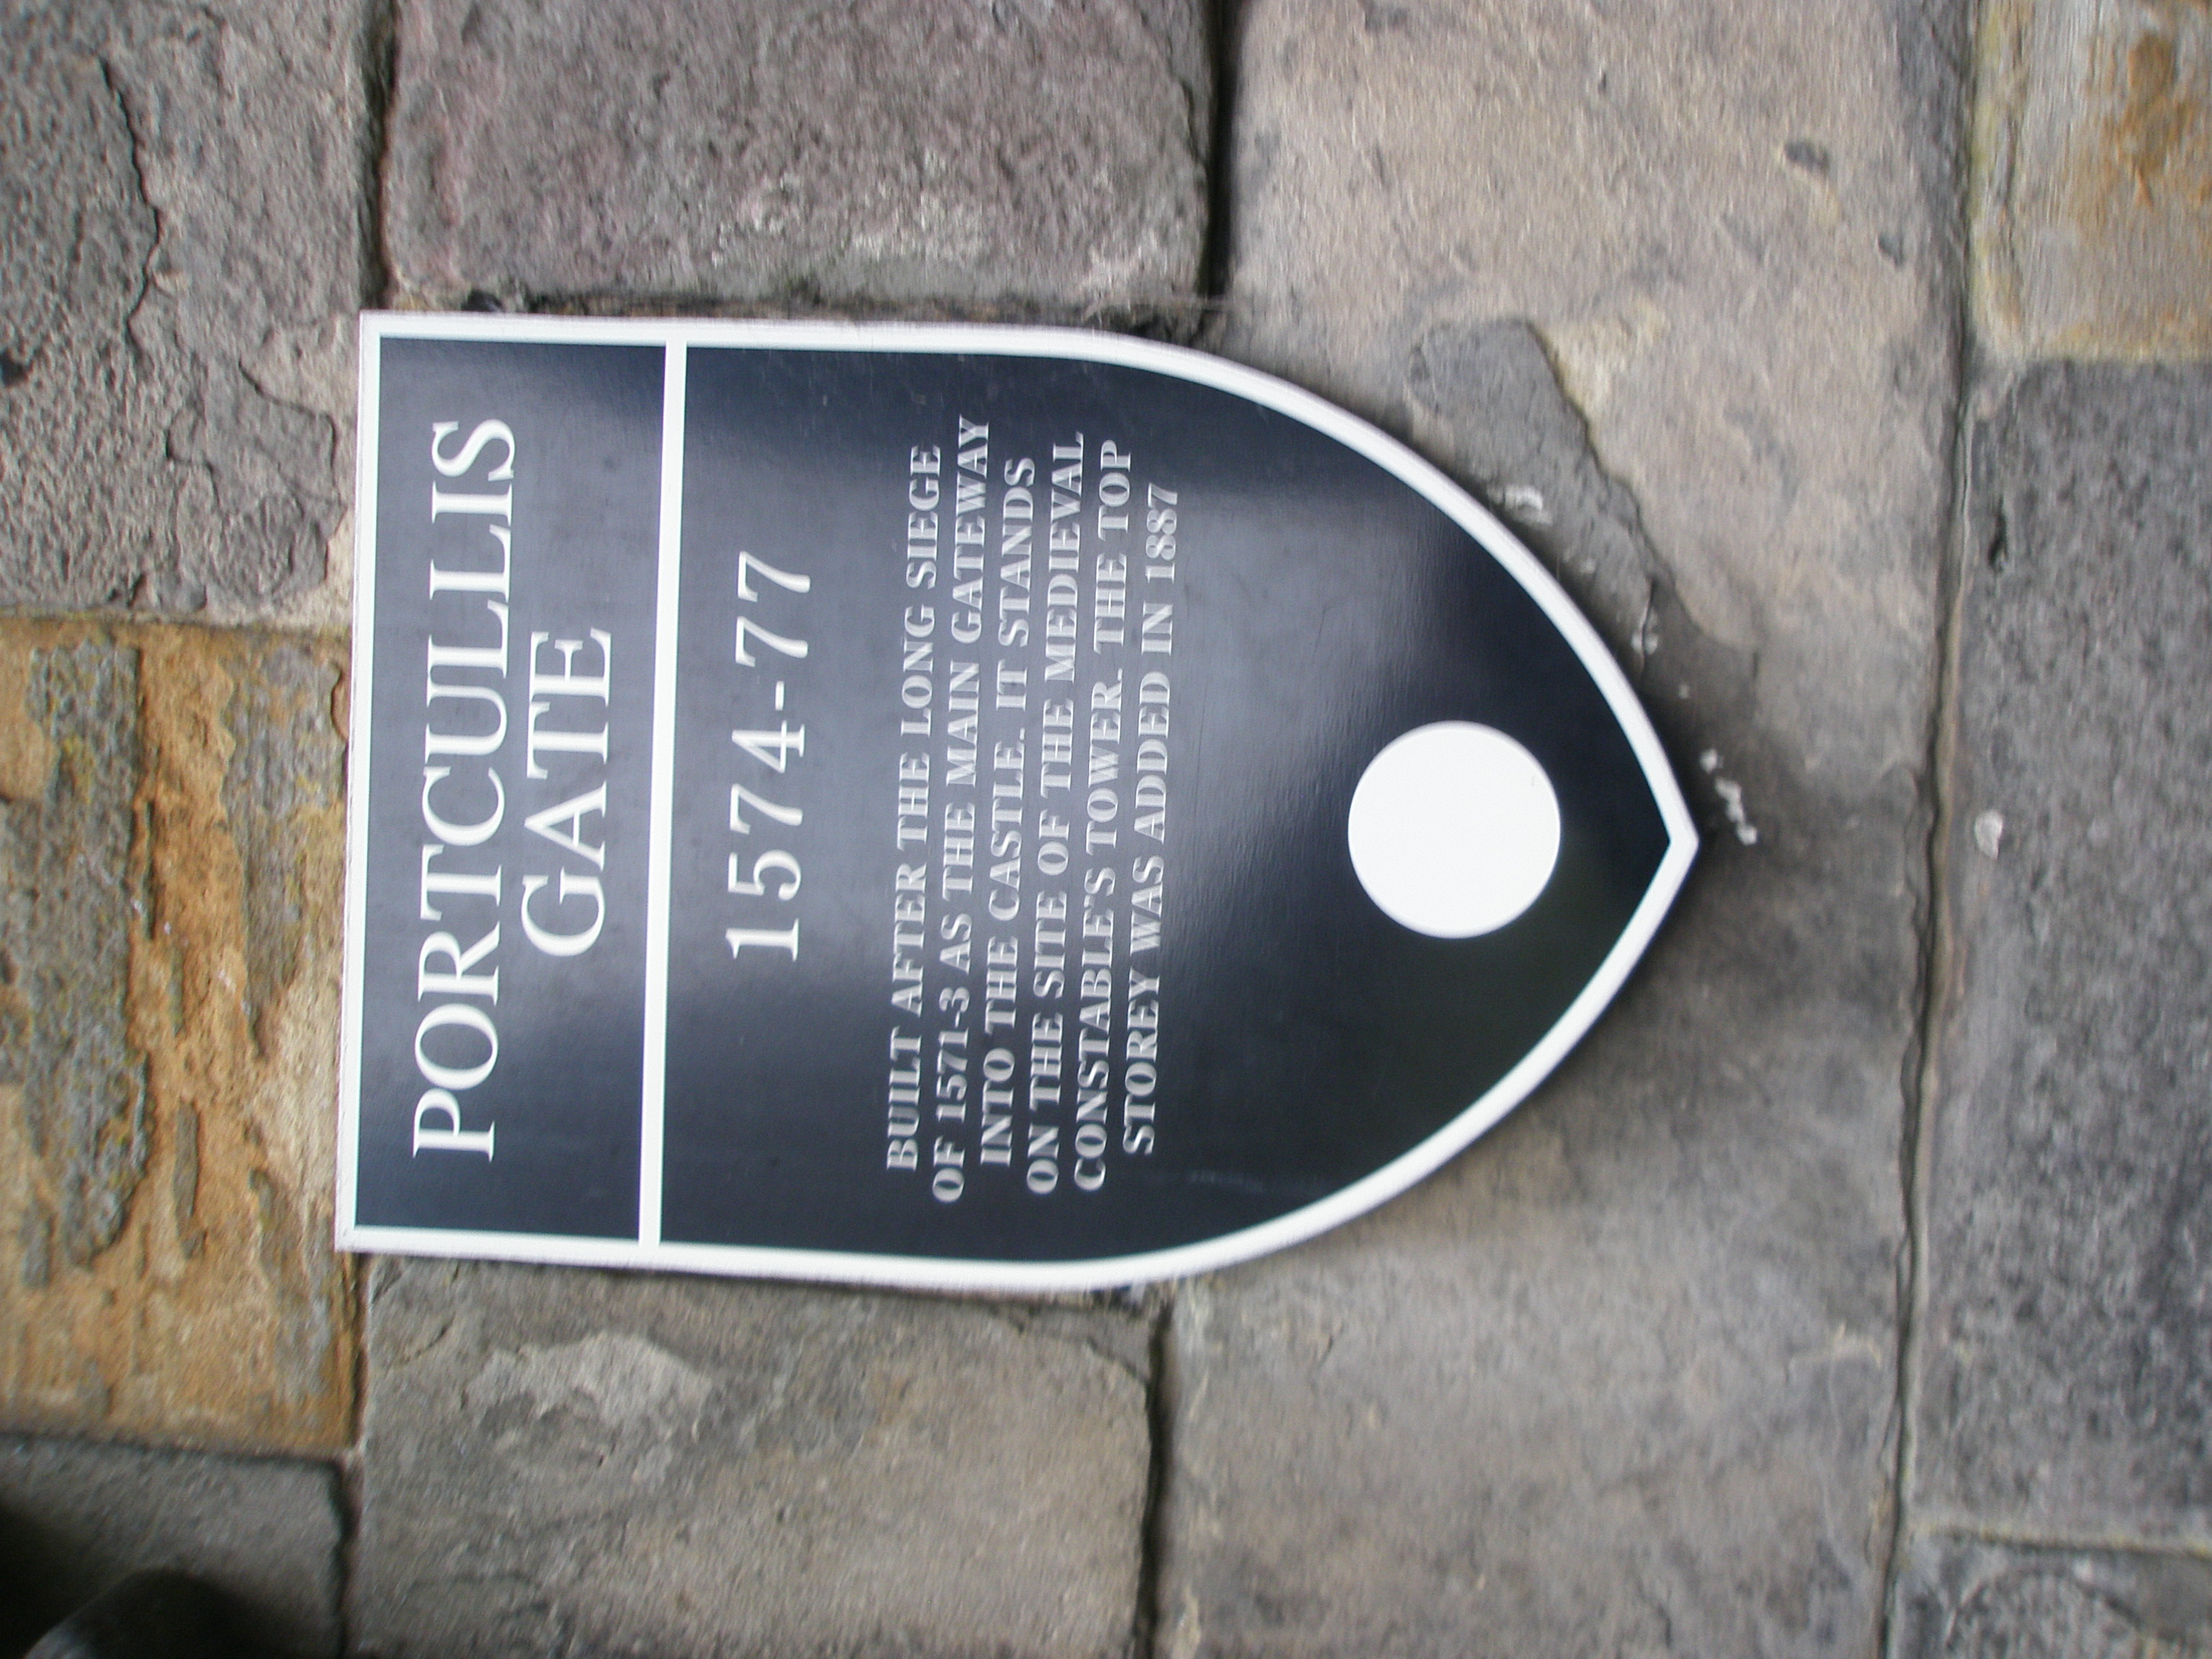 PORTCULLIS
GATE
1574-77
BUILT AFTER THE LONG SIEGE
OF 1571-3 AS THE MAIN GATEWAY
INTO THE CASTLE. IT STANDS
ON THE SITE OF THE MEDIEVAL
CONSTABLE'S TOWER. THE TOP
STOREY WAS ADDED IN 1887